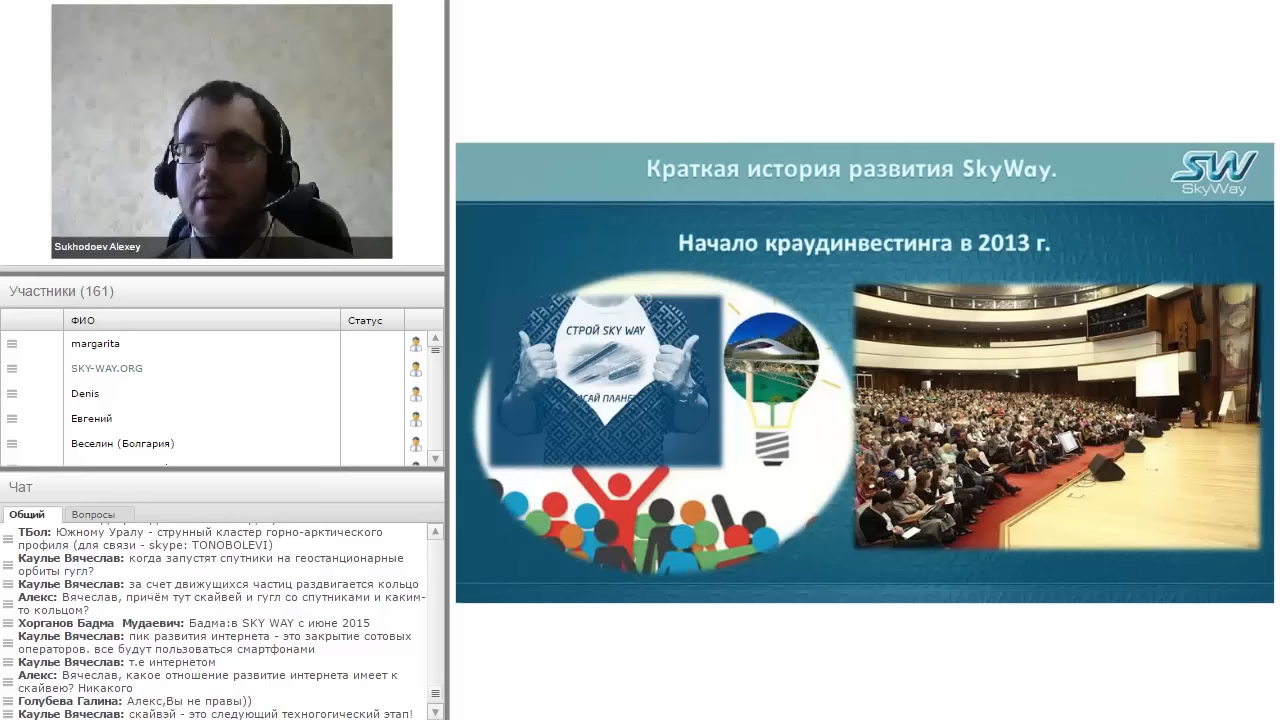 Sukhodoev Alexey
Участники (161)
ФИО
Статус
margarita
SKY-WAY.ORG
Denis
Евгений
Веселин (Болгария)
Чат
Общий
Вопросы
ТБол: Южному Уралу - струнный кластер горно-арктического
профиля (для связи - skype: TONOBOLEVI)
Каулье Вячеслав: когда запустят спутники на геостанционарные
орбиты гугл?
Каулье Вячеслав: за счет движущихся частиц раздвигается кольцо
Алекс: Вячеслав, причём тут скайвей и гугл со спутниками и каким-
то кольцом?
Хорганов Бадма Мудаевич: Бадма:в SKY WAY с июне 2015
Каулье Вячеслав: пик развития интернета - это закрытие сотовых
операторов. все будут пользоваться смартфонами
Каулье Вячеслав: т.е интернетом
Алекс: Вячеслав, какое отношение развитие интернета имеет к
скайвею? Никакого
Голубева Галина: Алекс,Вы не правы))
Каулье Вячеслав: скайвэй - это следующий техногогический этап!
Краткая история развития SkyWay.
SW
SkyWay
Начало краудинвестинга в 2013 г.
СТРОЙ SKY WAY